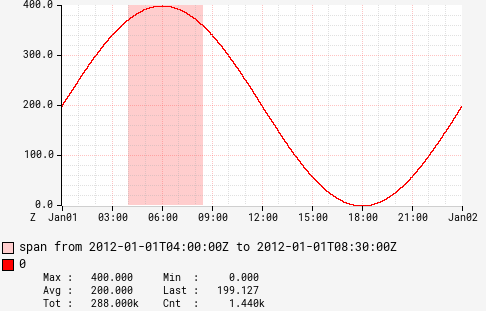 400.0
300.0
200.0
100.0
0.0
Z Jan01 03:00 06:00 09:00 12:00 15:00 18:00 21:00 Jan02
span from 2012-01-01T04:00:00Z to 2012-01-01T08:30:00Z
0
Max : 400.000 Min : 0.000
Avg : 200.000 Last : 199.127
Tot : 288.000k Cnt : 1.440k